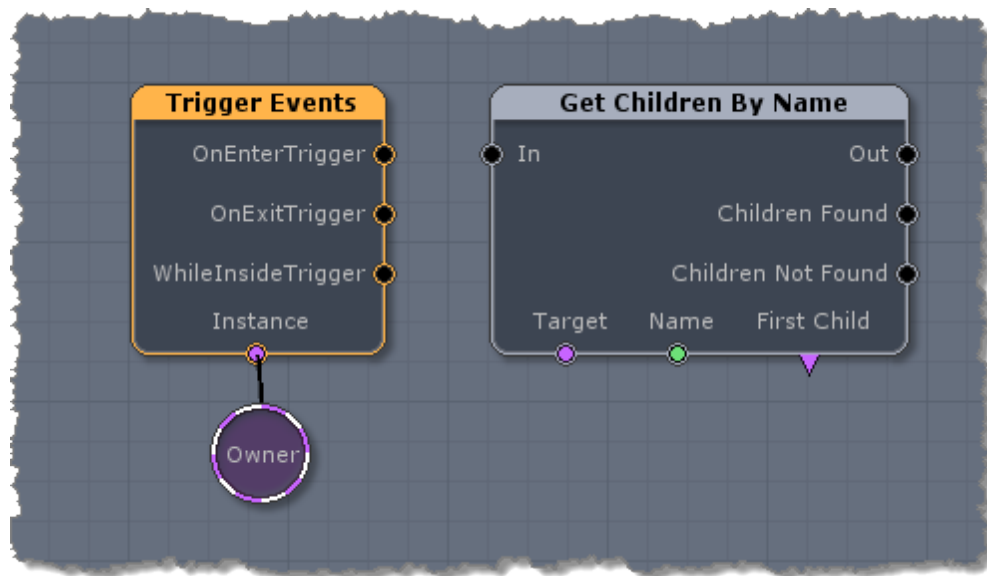 Trigger Events
OnEnterTrigger
OnExitTrigger
WhileInsideTrigger
Instance
Owner
Get Children By Name
In
Out
Children Found
Children Not Found
Target Name First Child